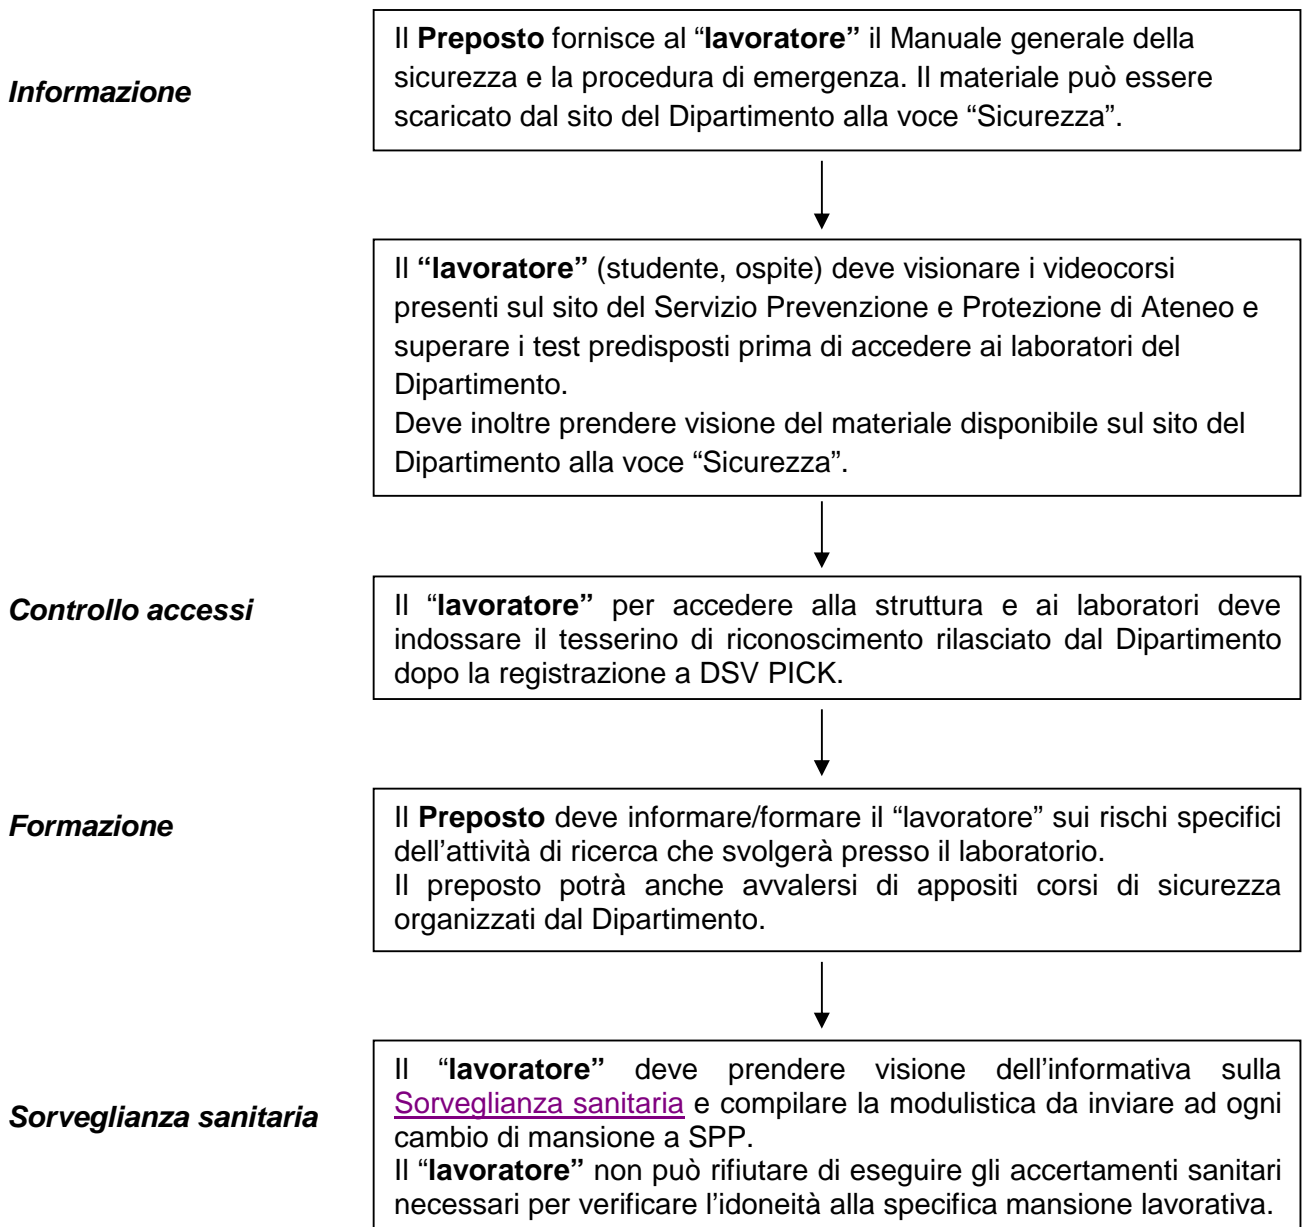 Il Preposto fornisce al “lavoratore” il Manuale generale della
Informazione
sicurezza e la procedura di emergenza. Il materiale può essere
scaricato dal sito del Dipartimento alla voce “Sicurezza”.
Il “lavoratore” (studente, ospite) deve visionare i videocorsi
presenti sul sito del Servizio Prevenzione e Protezione di Ateneo e
superare i test predisposti prima di accedere ai laboratori del
Dipartimento.
Deve inoltre prendere visione del materiale disponibile sul sito del
Dipartimento alla voce “Sicurezza”.
Controllo accessi
Il “lavoratore” per accedere alla struttura e ai laboratori deve
indossare il tesserino di riconoscimento rilasciato dal Dipartimento
dopo la registrazione a DSV PICK.
Formazione
Il Preposto deve informare/formare il “lavoratore” sui rischi specifici
dell’attività di ricerca che svolgerà presso il laboratorio.
Il preposto potrà anche avvalersi di appositi corsi di sicurezza
organizzati dal Dipartimento.
Sorveglianza sanitaria
Il “lavoratore” deve prendere visione dell’informativa sulla
Sorveglianza sanitaria e compilare la modulistica da inviare ad ogni
cambio di mansione a SPP.
Il “lavoratore” non può rifiutare di eseguire gli accertamenti sanitari
necessari per verificare l’idoneità alla specifica mansione lavorativa.